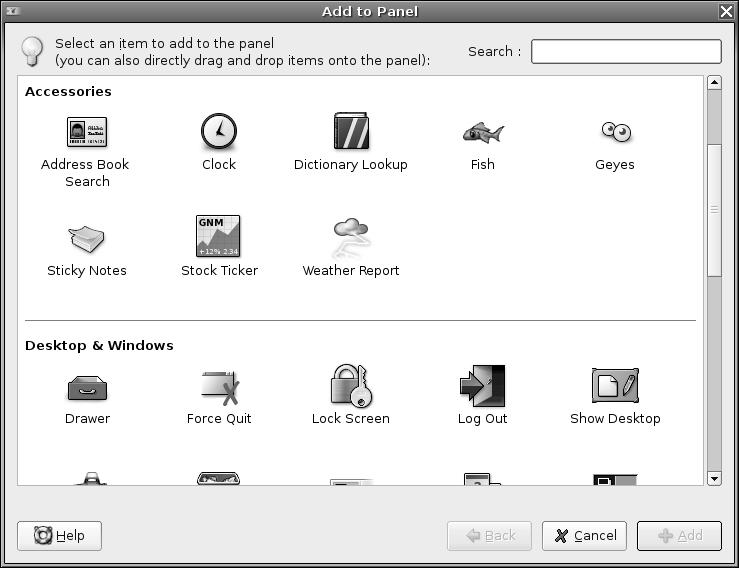 Add to Panel
Select an item to add to the panel
(you can also directly drag and drop items onto the panel):
Search :
Accessories
Address Book
Search
Clock
Dictionary Lookup
Fish
Geyes
GNM
+12% 2.34
Sticky Notes
Stock Ticker
Weather Report
Desktop & Windows
Drawer
Force Quit
Lock Screen
Log Out
Show Desktop
Help
Back
Cancel
Add